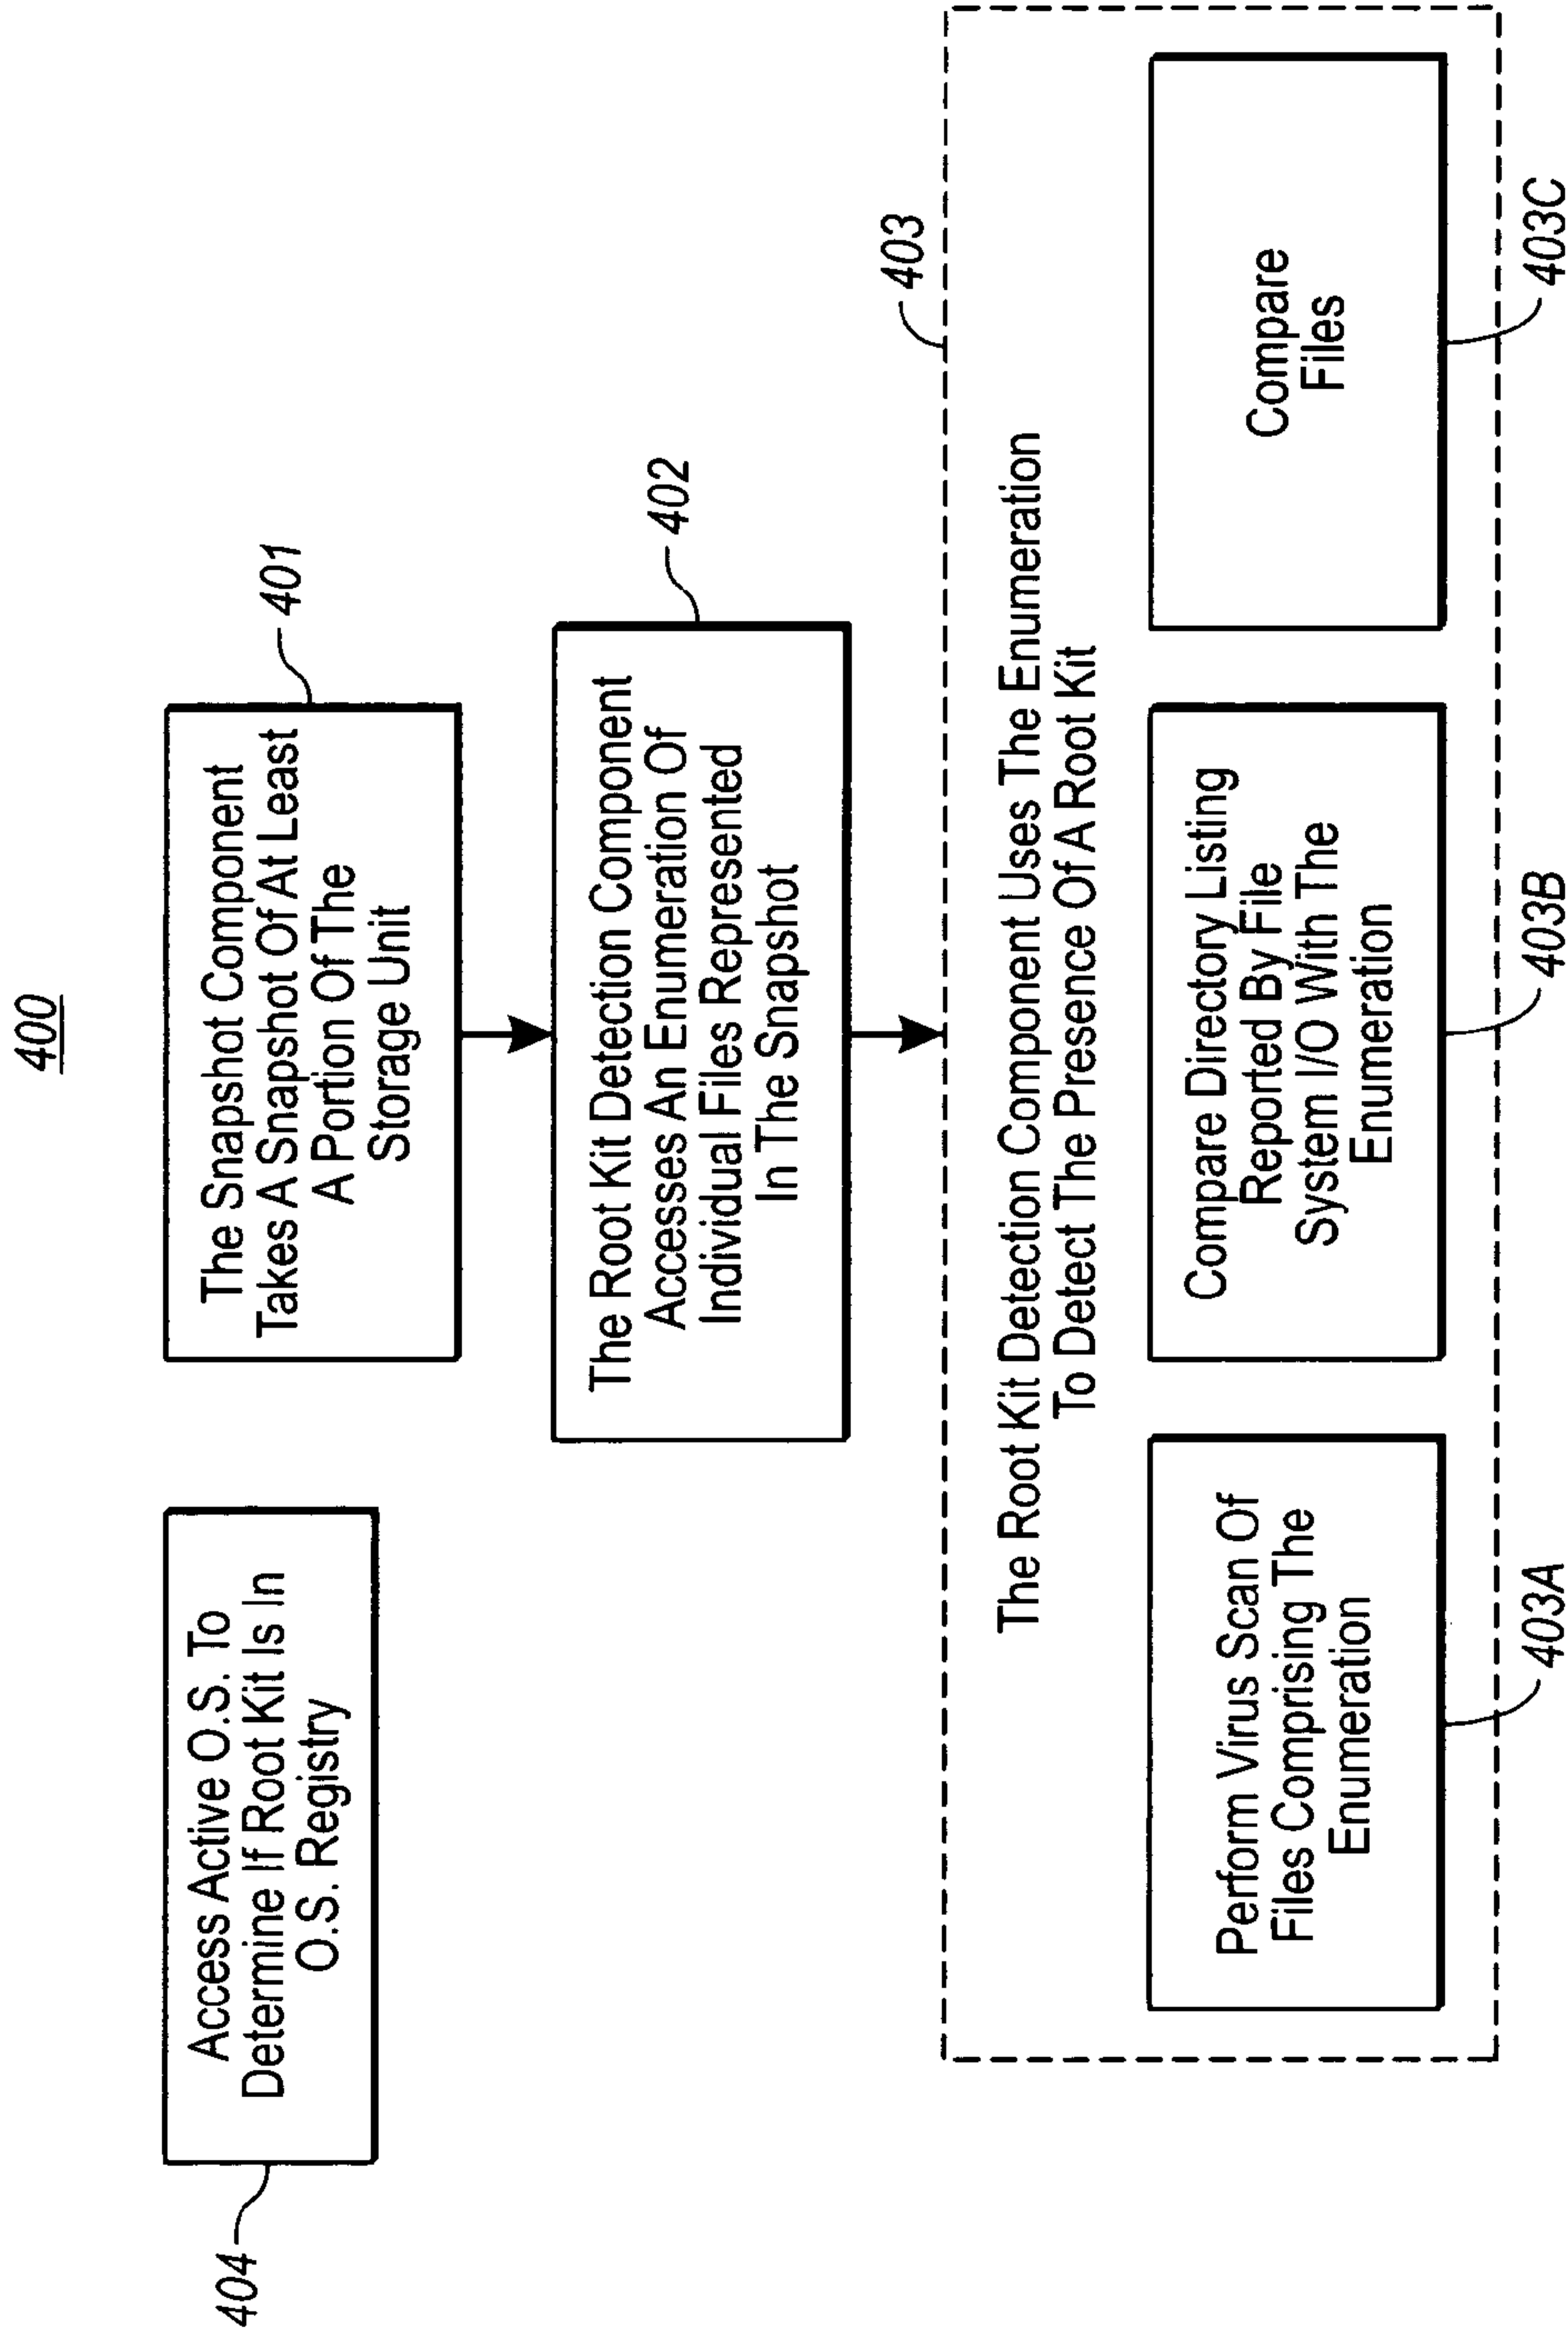 400
Access Active O.S. To
Determine If Root Kit Is In
O.S. Registry
404
The Snapshot Component
Takes A Snapshot Of At Least
A Portion Of The
Storage Unit
401
The Root Kit Detection Component
Accesses An Enumeration Of
Individual Files Represented
In The Snapshot
402
403
The Root Kit Detection Component Uses The Enumeration
To Detect The Presence Of A Root Kit
Perform Virus Scan Of
Files Comprising The
Enumeration
403A
Compare Directory Listing
Reported By File
System I/O With The
Enumeration
403B
Compare
Files
403C